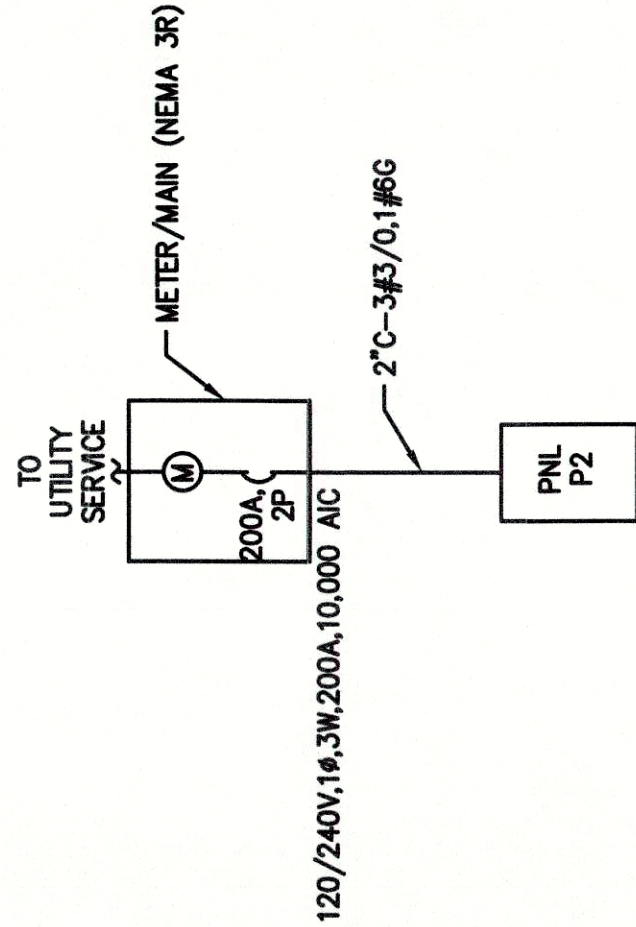 TO
UTILITY
SERVICE
METER/MAIN (NEMA 3R)
M
200A,
2P
120/240V,1ø,3W,200A,10,000 AIC
2"C-3#3/0,1#6G
PNL
P2